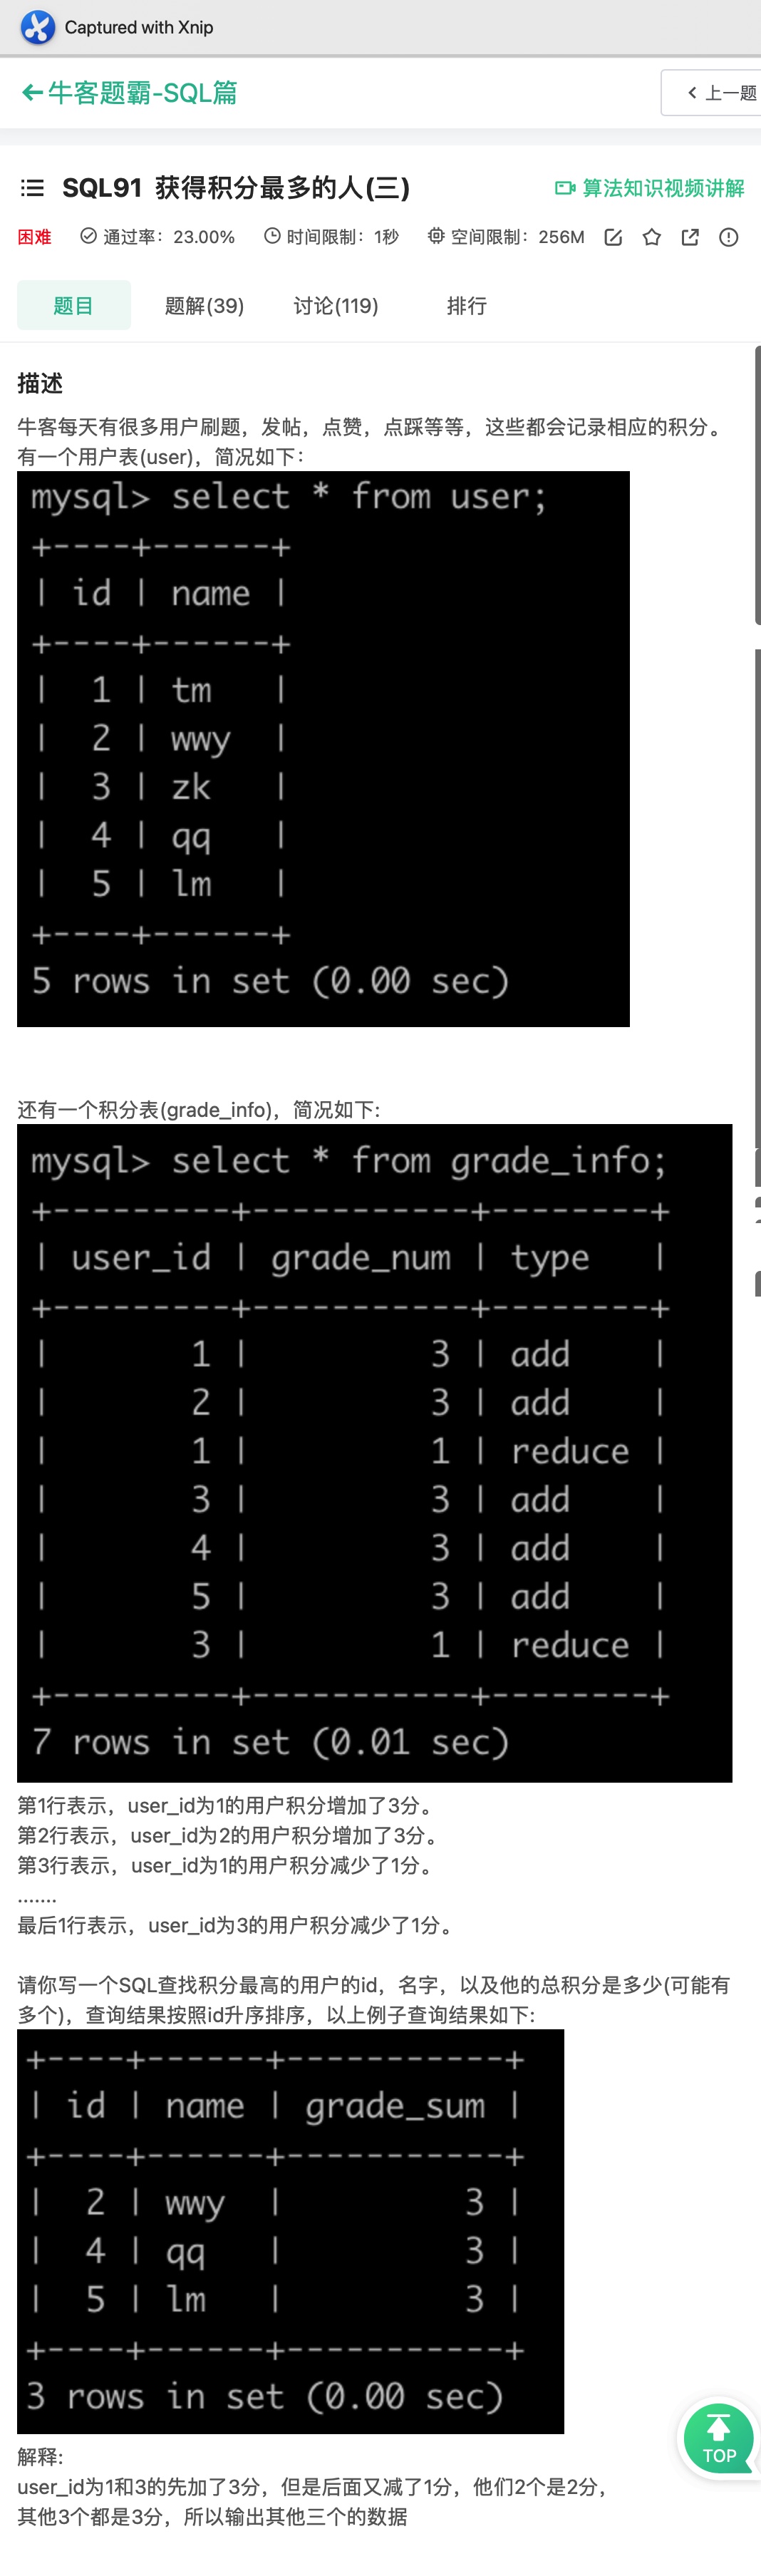 Captured with Xnip
牛客题霸-SQL篇
上一题
SQL91 获得积分最多的人(三)
算法知识视频讲解
困难 通过率：23.00% 时间限制：1秒 空间限制：256M
题目 题解(39) 讨论(119) 排行
描述
牛客每天有很多用户刷题，发帖，点赞，点踩等等，这些都会记录相应的积分。
有一个用户表(user)，简况如下：
mysql> select * from user;
+----+------+
| id | name |
+----+------+
|  1 | tm   |
|  2 | wwy  |
|  3 | zk   |
|  4 | qq   |
|  5 | lm   |
+----+------+
5 rows in set (0.00 sec)
还有一个积分表(grade_info)，简况如下:
mysql> select * from grade_info;
+---------+-----------+--------+
| user_id | grade_num | type   |
+---------+-----------+--------+
|       1 |         3 | add    |
|       2 |         3 | add    |
|       1 |         1 | reduce |
|       3 |         3 | add    |
|       4 |         3 | add    |
|       5 |         3 | add    |
|       3 |         1 | reduce |
+---------+-----------+--------+
7 rows in set (0.01 sec)
第1行表示，user_id为1的用户积分增加了3分。
第2行表示，user_id为2的用户积分增加了3分。
第3行表示，user_id为1的用户积分减少了1分。
.......
最后1行表示，user_id为3的用户积分减少了1分。
请你写一个SQL查找积分最高的用户的id，名字，以及他的总积分是多少(可能有
多个)，查询结果按照id升序排序，以上例子查询结果如下:
+----+------+-----------+
| id | name | grade_sum |
+----+------+-----------+
|  2 | wwy  |         3 |
|  4 | qq   |         3 |
|  5 | lm   |         3 |
+----+------+-----------+
3 rows in set (0.00 sec)
TOP
解释:
user_id为1和3的先加了3分，但是后面又减了1分，他们2个是2分，
其他3个都是3分，所以输出其他三个的数据